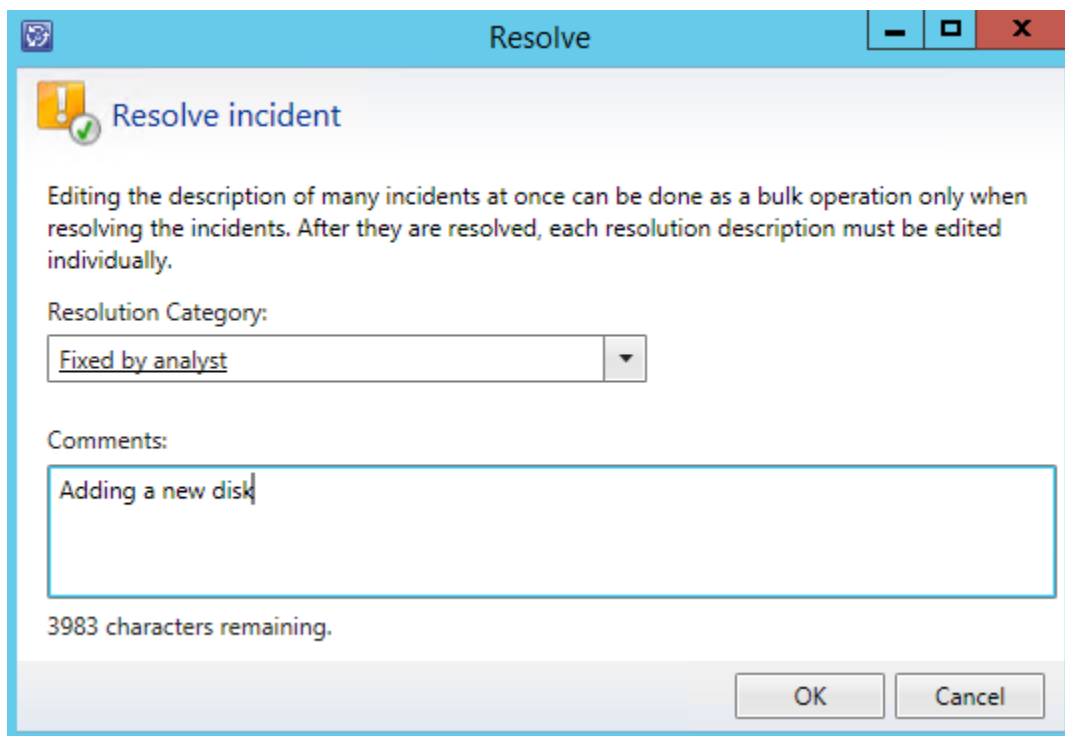 Resolve
Resolve incident
Editing the description of many incidents at once can be done as a bulk operation only when
resolving the incidents. After they are resolved, each resolution description must be edited
individually.
Resolution Category:
Fixed by analyst
Comments:
Adding a new disk
3983 characters remaining.
OK Cancel